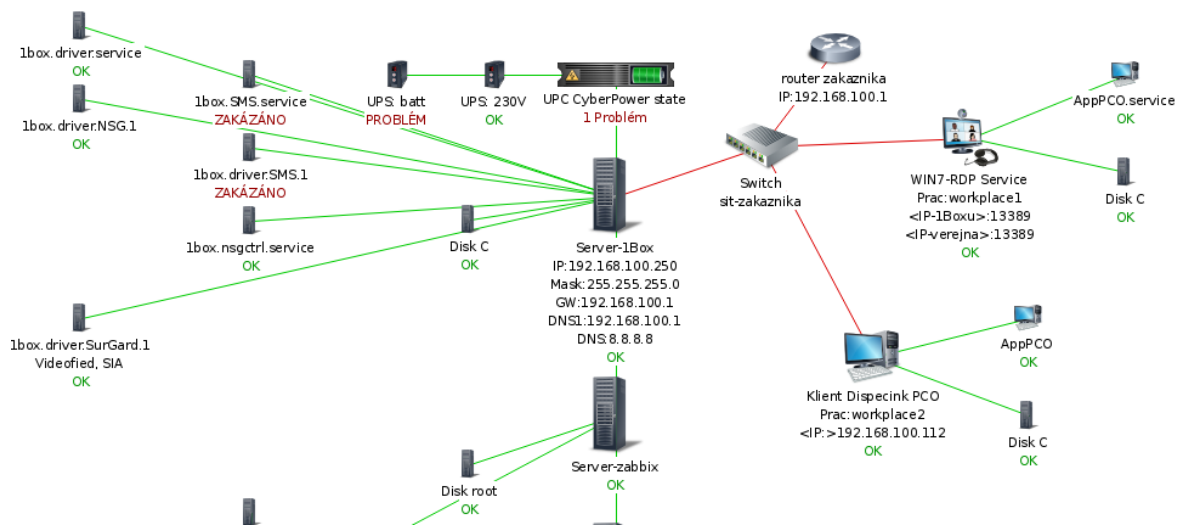 1box.driver.service
OK
1box.driver.NSG.1
OK
1box.SMS.service
ZAKÁZÁNO
1box.driver.SMS.1
ZAKÁZÁNO
1box.nsgctrl.service
OK
1box.driver.SurGard.1
Videofied, SIA
OK
UPS: batt
PROBLÉM
UPS: 230V
OK
UPC CyberPower state
1 Problém
Disk C
OK
Server-1Box
IP:192.168.100.250
Mask:255.255.255.0
GW:192.168.100.1
DNS1:192.168.100.1
DNS:8.8.8.8
OK
Server-zabbix
OK
Disk root
OK
router zakaznika
IP:192.168.100.1
Switch
sit-zakaznika
WIN7-RDP Service
Prac:workplace1
<IP-1Boxu>:13389
<IP-verejna>:13389
OK
AppPCO.service
OK
Disk C
OK
Klient Dispecink PCO
Prac:workplace2
<IP:>192.168.100.112
OK
AppPCO
OK
Disk C
OK